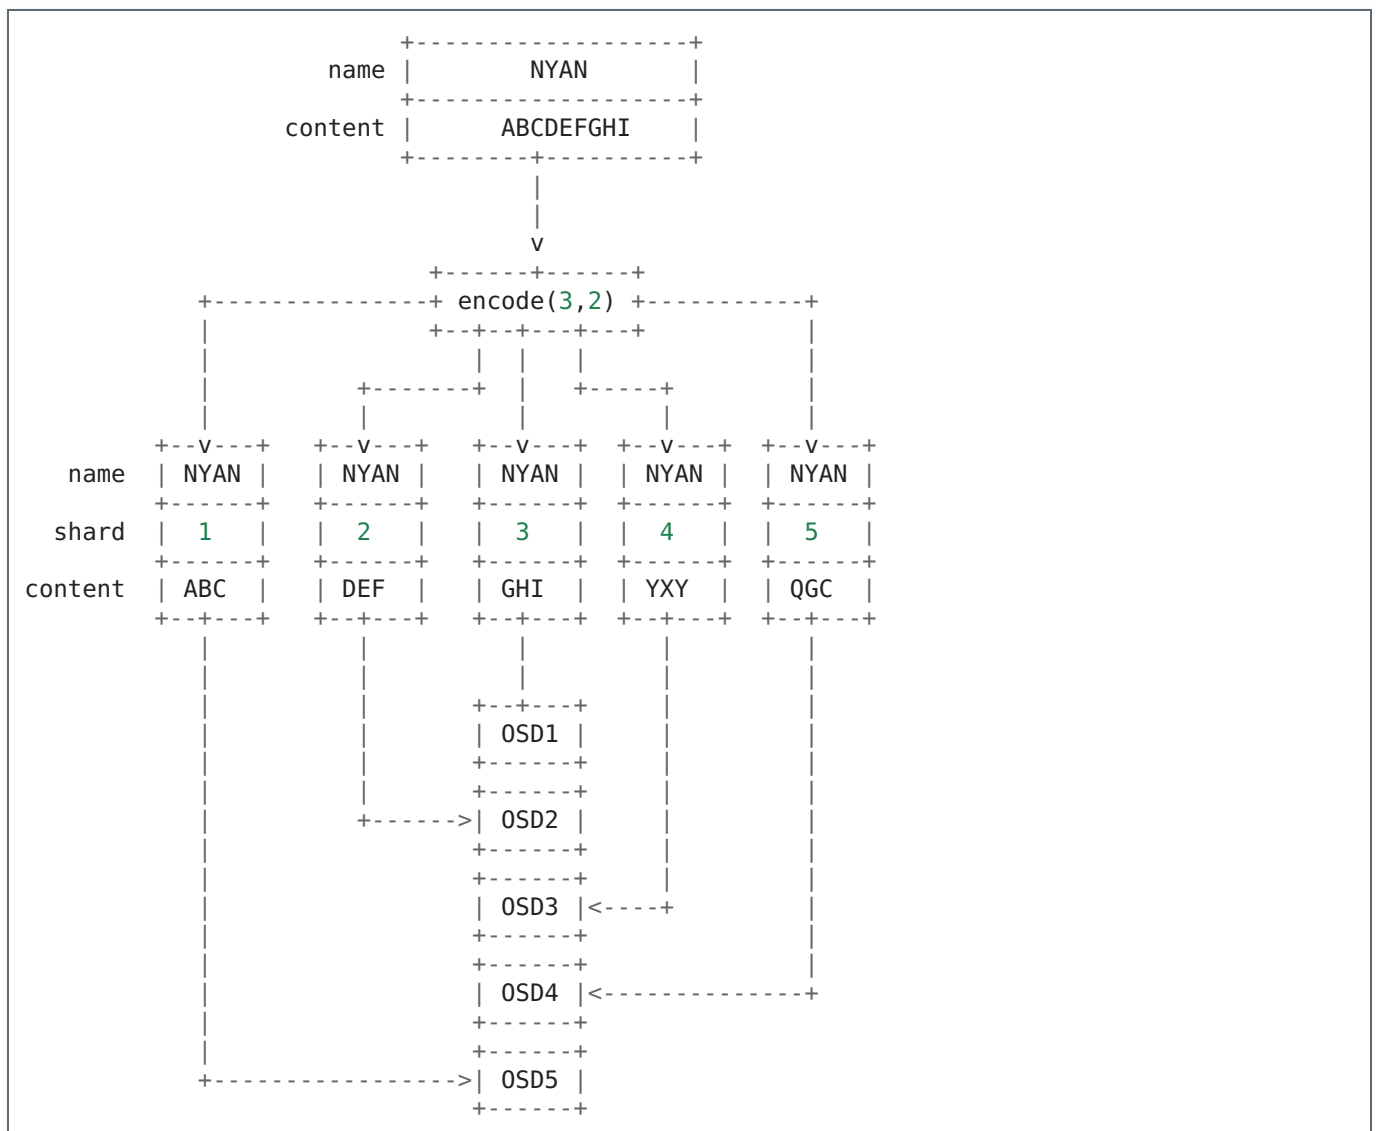 +-------------------+
name |        NYAN       |
+-------------------+
content |      ABCDEFGHI    |
+--------+----------+
|
|
v
+------+------+
+---------------+ encode(3,2) +-----------+
|               +--+--+---+---+           |
|                  |  |   |               |
|          +-------+  |   +-----+         |
|          |          |         |         |
+--v---+   +--v---+   +--v---+  +--v---+  +--v---+
name  | NYAN |   | NYAN |   | NYAN |  | NYAN |  | NYAN |
+------+   +------+   +------+  +------+  +------+
shard  |  1   |   |  2   |   |  3   |  |  4   |  |  5   |
+------+   +------+   +------+  +------+  +------+
content  | ABC  |   | DEF  |   | GHI  |  | YXY  |  | QGC  |
+--+---+   +--+---+   +--+---+  +--+---+  +--+---+
|          |          |         |         |
|          |          |         |         |
|          |       +--+---+     |         |
|          |       | OSD1 |     |         |
|          |       +------+     |         |
|          |       +------+     |         |
|          +------>| OSD2 |     |         |
|                  +------+     |         |
|                  +------+     |         |
|                  | OSD3 |<----+         |
|                  +------+               |
|                  +------+               |
|                  | OSD4 |<--------------+
|                  +------+
|                  +------+
+----------------->| OSD5 |
+------+